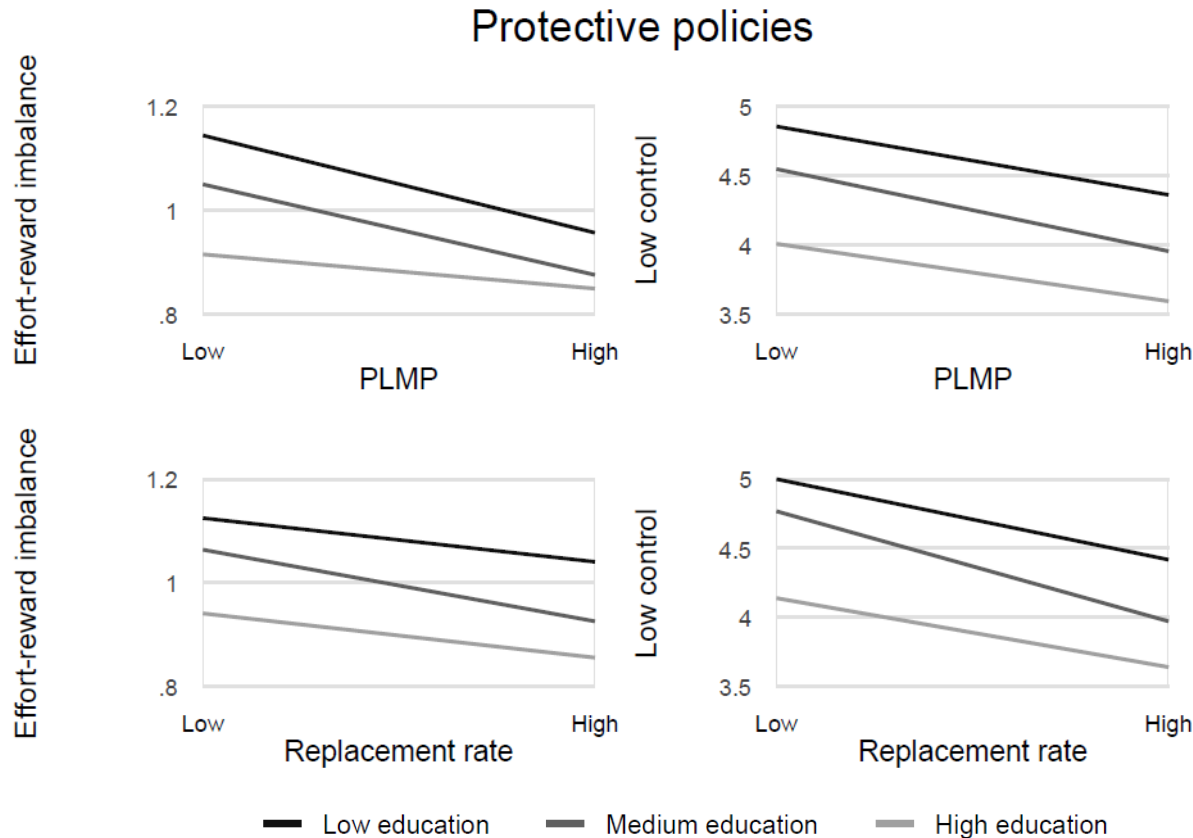 Protective policies
Effort-reward imbalance
1.2
1
.8
Low
High
PLMP
Low control
5
4.5
4
3.5
Low
High
PLMP
Effort-reward imbalance
1.2
1
.8
Low
High
Replacement rate
Low control
5
4.5
4
3.5
Low
High
Replacement rate
Low education
Medium education
High education